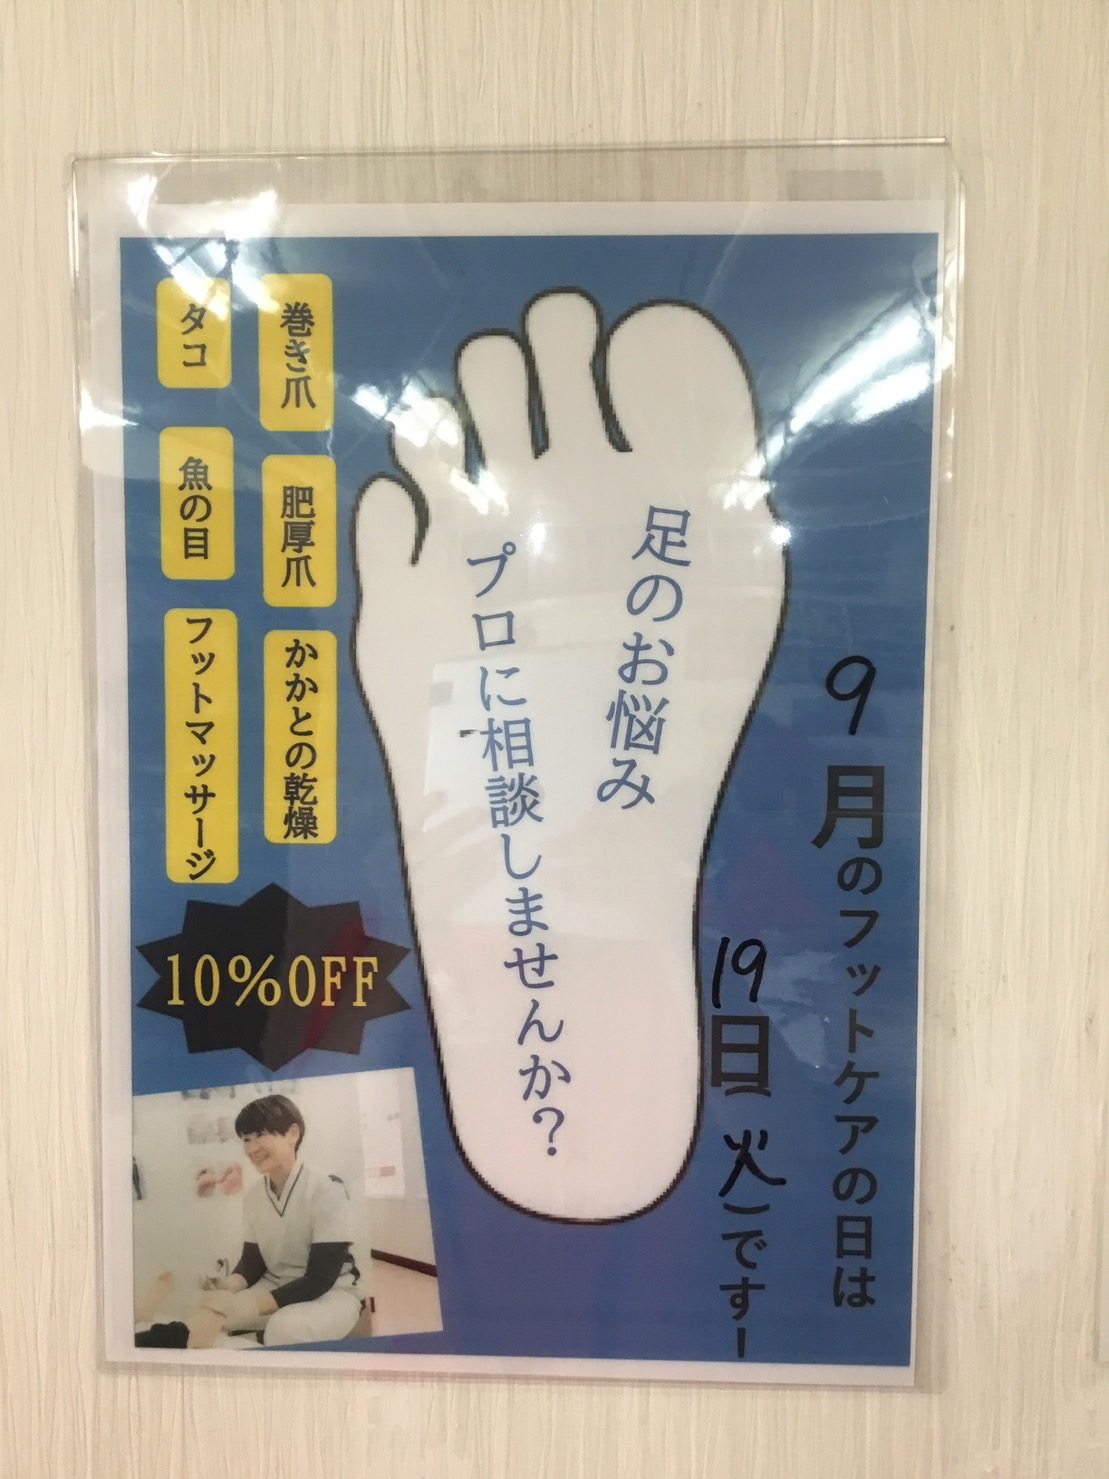 9月のフットケアの日は
19日(火)です!
足のお悩み
プロに相談しませんか?
巻き爪
肥厚爪
かかとの乾燥
タコ
魚の目
フットマッサージ
10%OFF